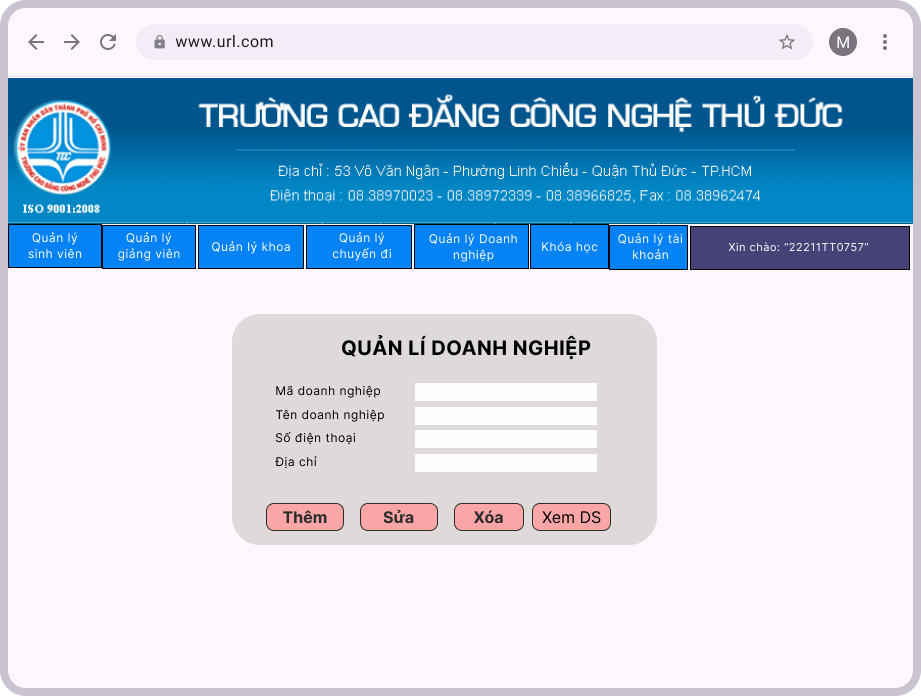 www.url.com
M
TRƯỜNG CAO ĐẲNG CÔNG NGHỆ THỦ ĐỨC
ỦY BAN NHÂN DÂN THÀNH PHỐ HỒ CHÍ MINH
TDC
TRƯỜNG CAO ĐẲNG CÔNG NGHỆ THỦ ĐỨC
Địa chỉ : 53 Võ Văn Ngân - Phường Linh Chiểu - Quận Thủ Đức - TP.HCM
Điện thoại : 08.38970023 - 08.38972339 - 08.38966825, Fax : 08.38962474
ISO 9001:2008
Quản lý
sinh viên
Quản lý
giảng viên
Quản lý khoa
Quản lý
chuyến đi
Quản lý Doanh
nghiệp
Khóa học
Quản lý tài
khoản
Xin chào: "22211TT0757"
QUẢN LÍ DOANH NGHIỆP
Mã doanh nghiệp
Tên doanh nghiệp
Số điện thoại
Địa chỉ
Thêm
Sửa
Xóa
Xem DS